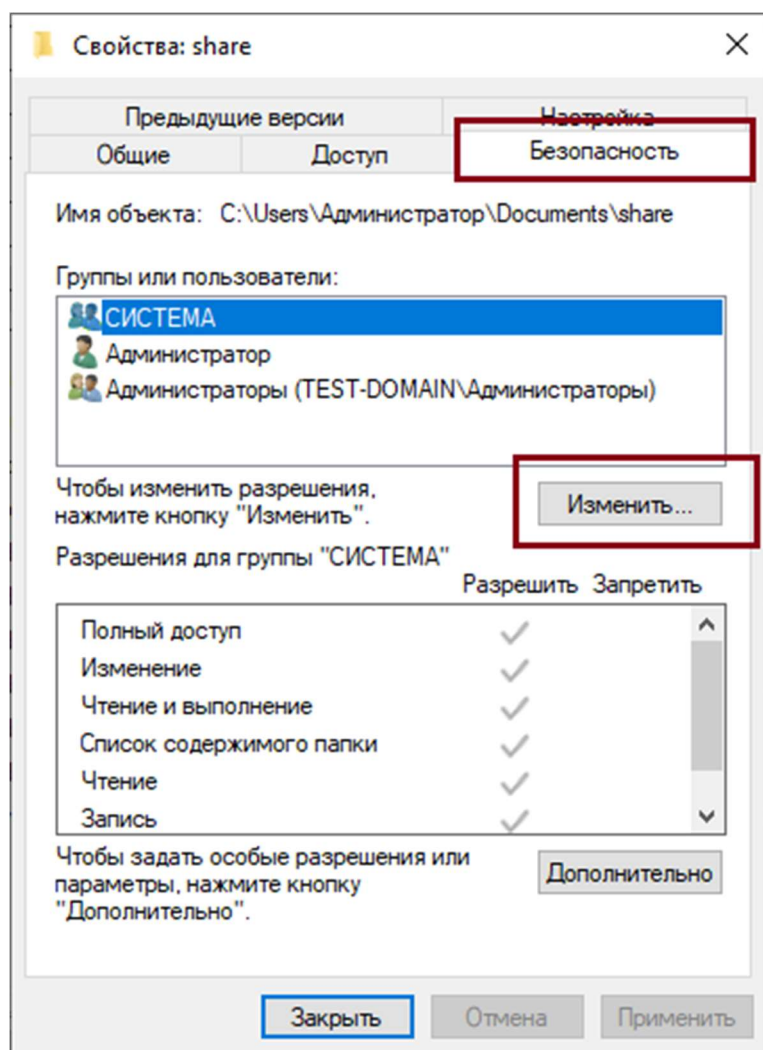 Свойства: share
Предыдущие версии
Настройка
Общие
Доступ
Безопасность
Имя объекта: C:\Users\Администратор\Documents\share
Группы или пользователи:
СИСТЕМА
Администратор
Администраторы (TEST-DOMAIN\Администраторы)
Чтобы изменить разрешения,
нажмите кнопку "Изменить".
Изменить...
Разрешения для группы "СИСТЕМА"
Разрешить Запретить
Полный доступ
Изменение
Чтение и выполнение
Список содержимого папки
Чтение
Запись
Чтобы задать особые разрешения или
параметры, нажмите кнопку
"Дополнительно".
Дополнительно
Закрыть
Отмена
Применить